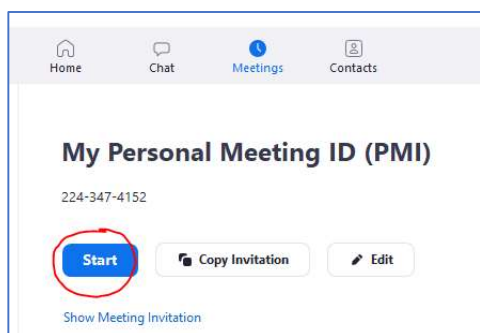 Home Chat Meetings Contacts
My Personal Meeting ID (PMI)
224-347-4152
Start Copy Invitation Edit
Show Meeting Invitation